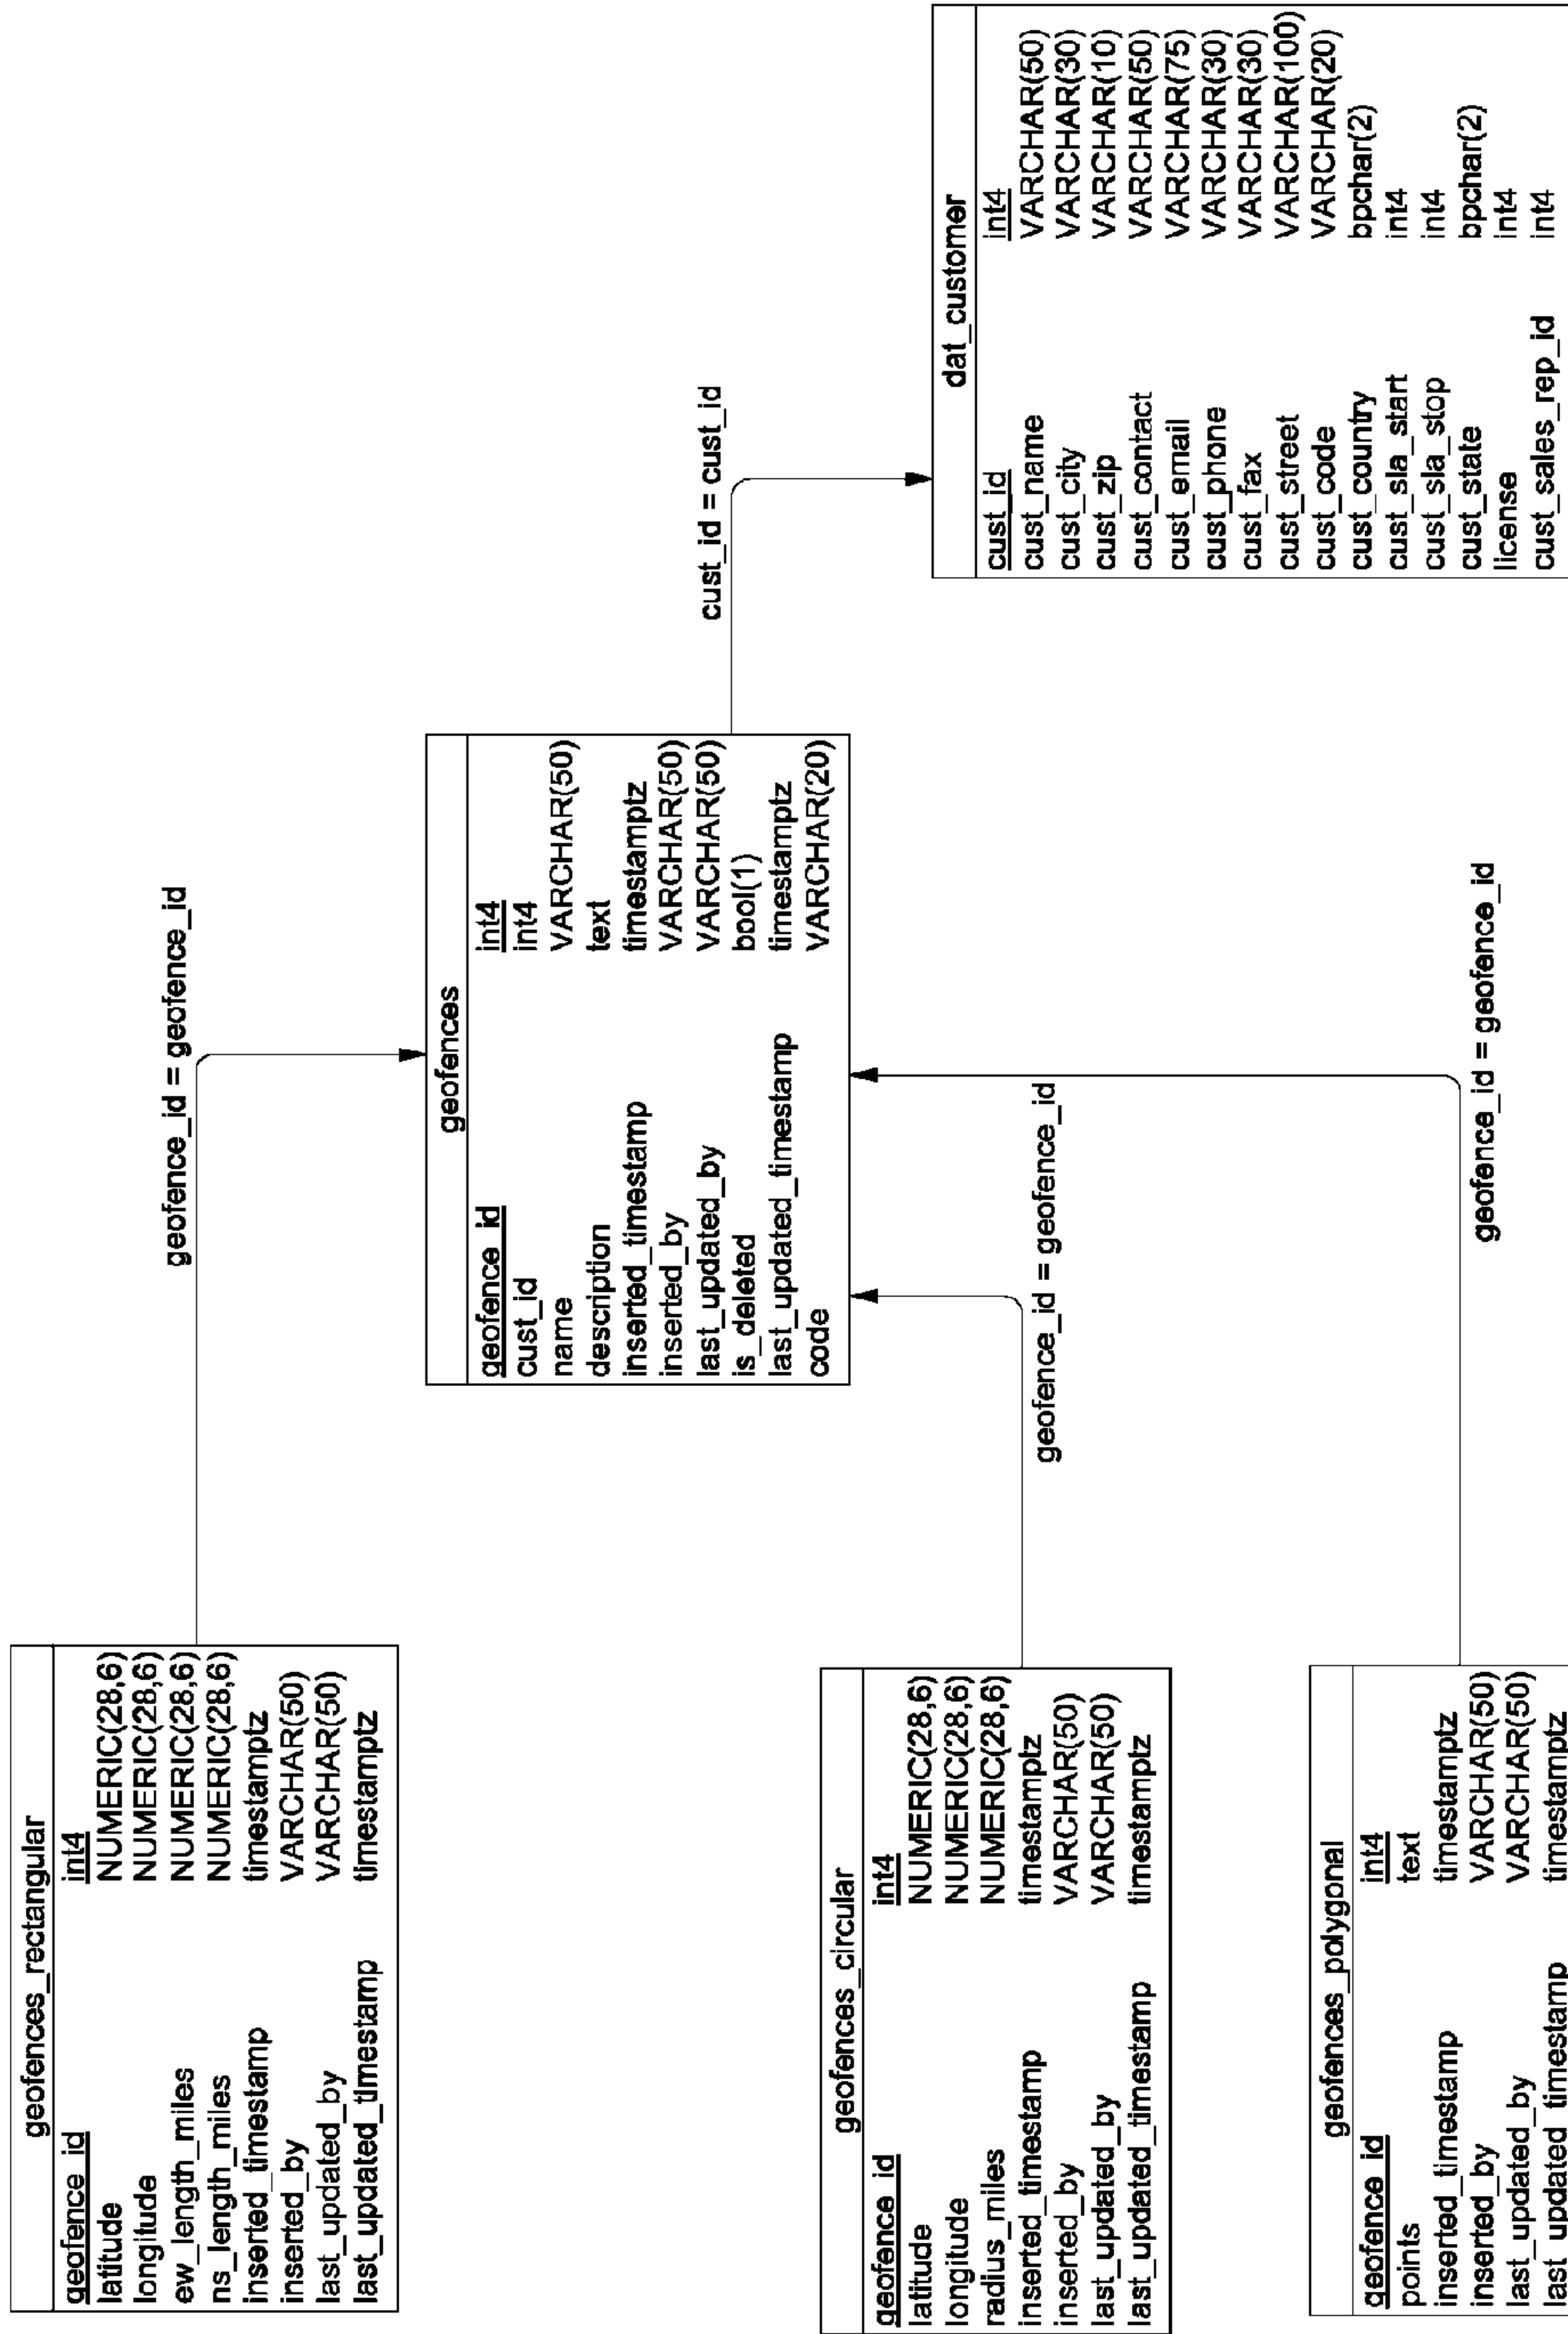 geofences_rectangular
geofence_id int4
latitude NUMERIC(28,6)
longitude NUMERIC(28,6)
ew_length_miles NUMERIC(28,6)
ns_length_miles NUMERIC(28,6)
inserted_timestamp timestamptz
inserted_by VARCHAR(50)
last_updated_by VARCHAR(50)
last_updated_timestamp timestamptz
geofence_id = geofence_id
geofences_circular
geofence_id int4
latitude NUMERIC(28,6)
longitude NUMERIC(28,6)
radius_miles NUMERIC(28,6)
inserted_timestamp timestamptz
inserted_by VARCHAR(50)
last_updated_by VARCHAR(50)
last_updated_timestamp timestamptz
geofence_id = geofence_id
geofences_polygonal
geofence_id int4
points text
inserted_timestamp timestamptz
inserted_by VARCHAR(50)
last_updated_by VARCHAR(50)
last_updated_timestamp timestamptz
geofence_id = geofence_id
geofences
geofence_id int4
cust_id int4
name VARCHAR(50)
description text
inserted_timestamp timestamptz
inserted_by VARCHAR(50)
last_updated_by VARCHAR(50)
is_deleted bool(1)
last_updated_timestamp timestamptz
code VARCHAR(20)
cust_id = cust_id
dat_customer
cust_id int4
cust_name VARCHAR(50)
cust_city VARCHAR(30)
cust_zip VARCHAR(10)
cust_contact VARCHAR(50)
cust_email VARCHAR(75)
cust_phone VARCHAR(30)
cust_fax VARCHAR(30)
cust_street VARCHAR(100)
cust_code VARCHAR(20)
cust_country bpchar(2)
cust_sla_start int4
cust_sla_stop int4
cust_state bpchar(2)
license int4
cust_sales_rep_id int4